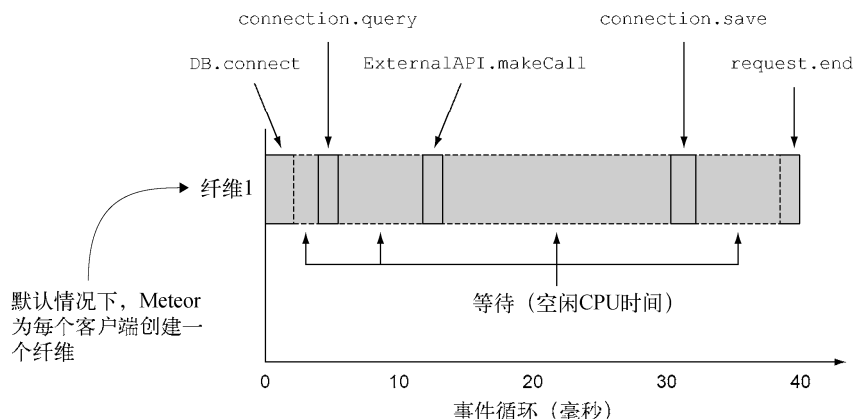 connection.query
connection.save
DB.connect
ExternalAPI.makeCall
request.end
纤维1
默认情况下，Meteor
为每个客户端创建一
个纤维
等待（空闲CPU时间）
0
10
20
30
40
事件循环（毫秒）